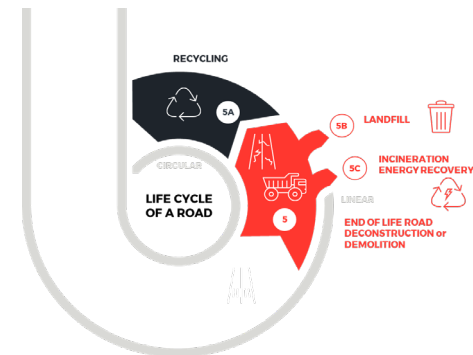 RECYCLING
5A
5B
LANDFILL
5C
INCINERATION
ENERGY RECOVERY
CIRCULAR
LINEAR
LIFE CYCLE
OF A ROAD
5
END OF LIFE ROAD
DECONSTRUCTION or
DEMOLITION